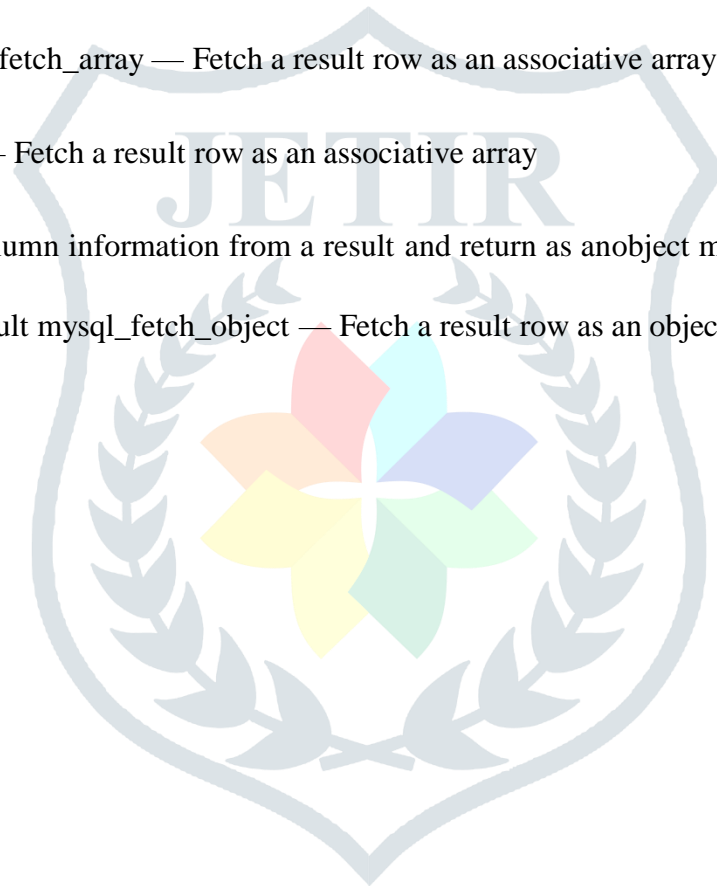 fetch_array — Fetch a result row as an associative array
– Fetch a result row as an associative array
JETIR
umn information from a result and return as anobject m
ult mysql_fetch_object — Fetch a result row as an objec